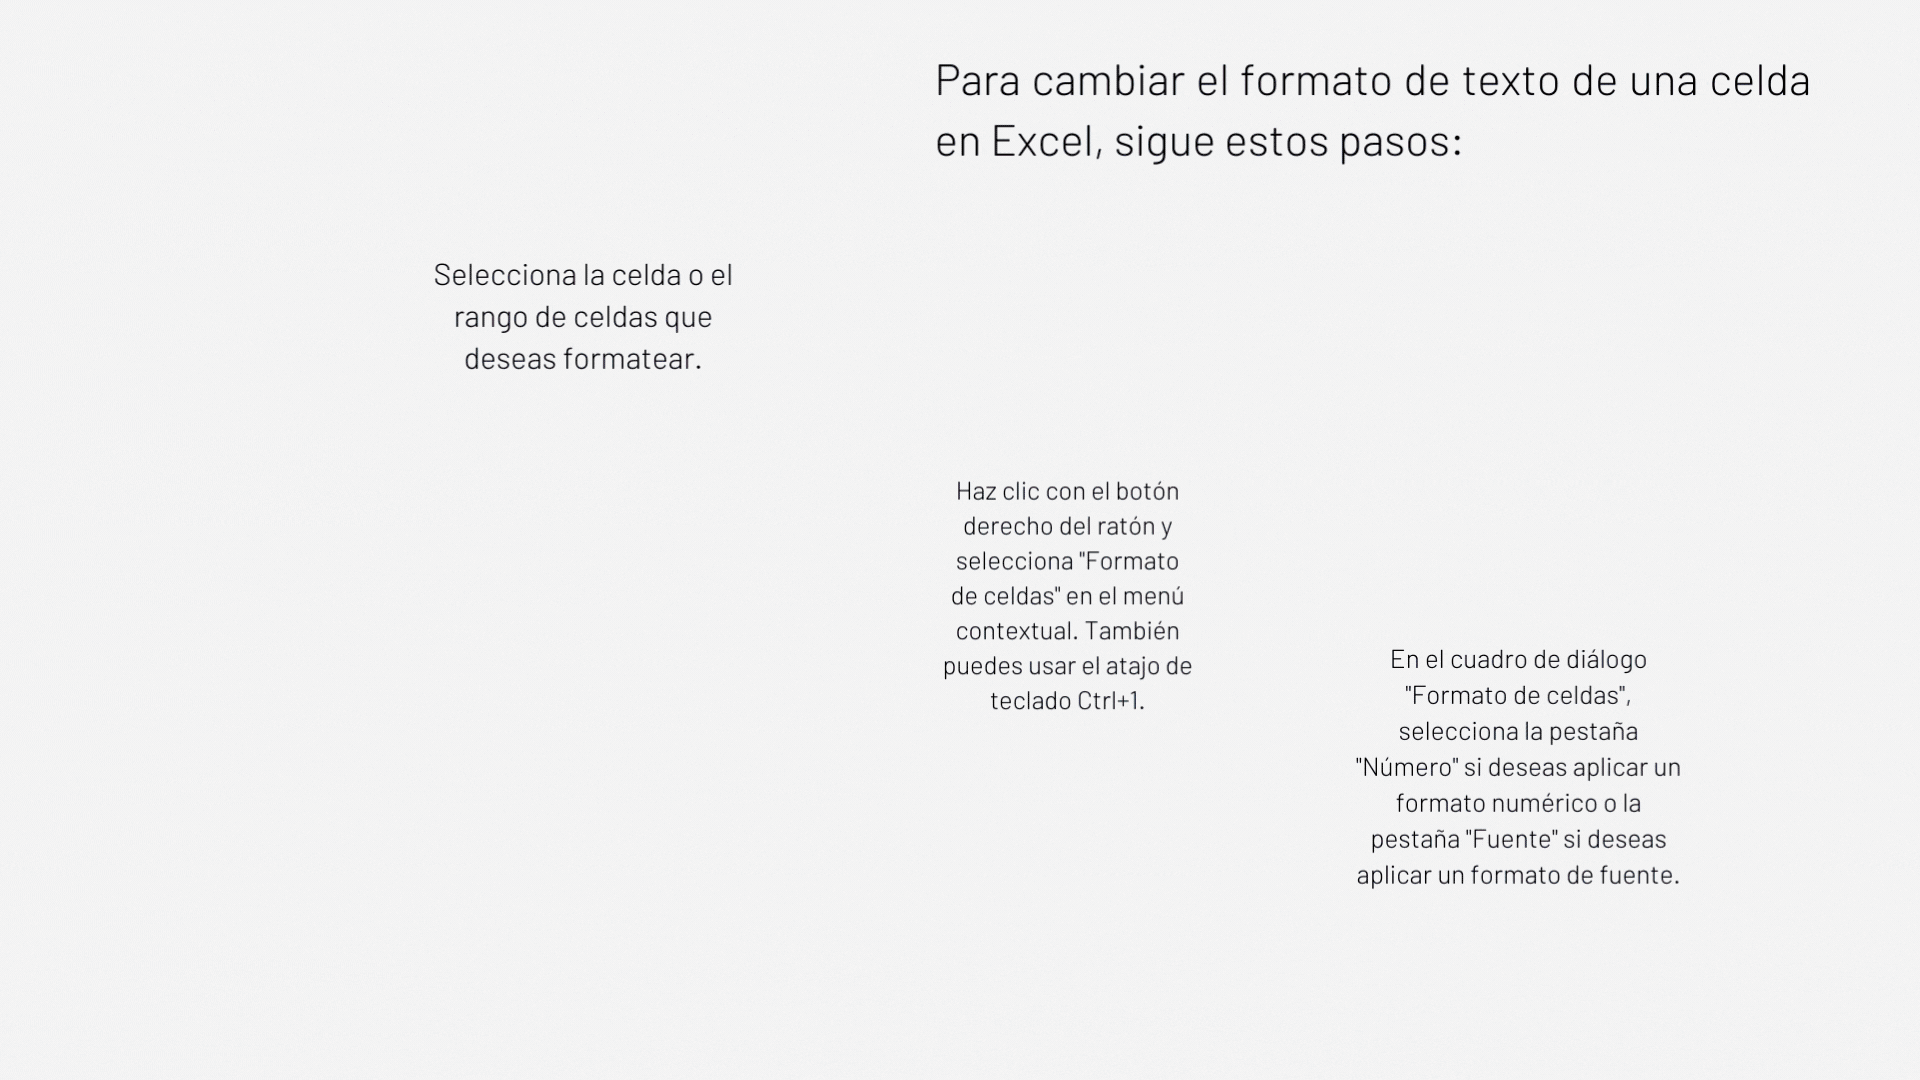 Para cambiar el formato de texto de una celda
en Excel, sigue estos pasos:
Selecciona la celda o el
rango de celdas que
deseas formatear.
Haz clic con el botón
derecho del ratón y
selecciona "Formato
de celdas" en el menú
contextual. También
puedes usar el atajo de
teclado Ctrl+1.
En el cuadro de diálogo
"Formato de celdas",
selecciona la pestaña
"Número" si deseas aplicar un
formato numérico o la
pestaña "Fuente" si deseas
aplicar un formato de fuente.